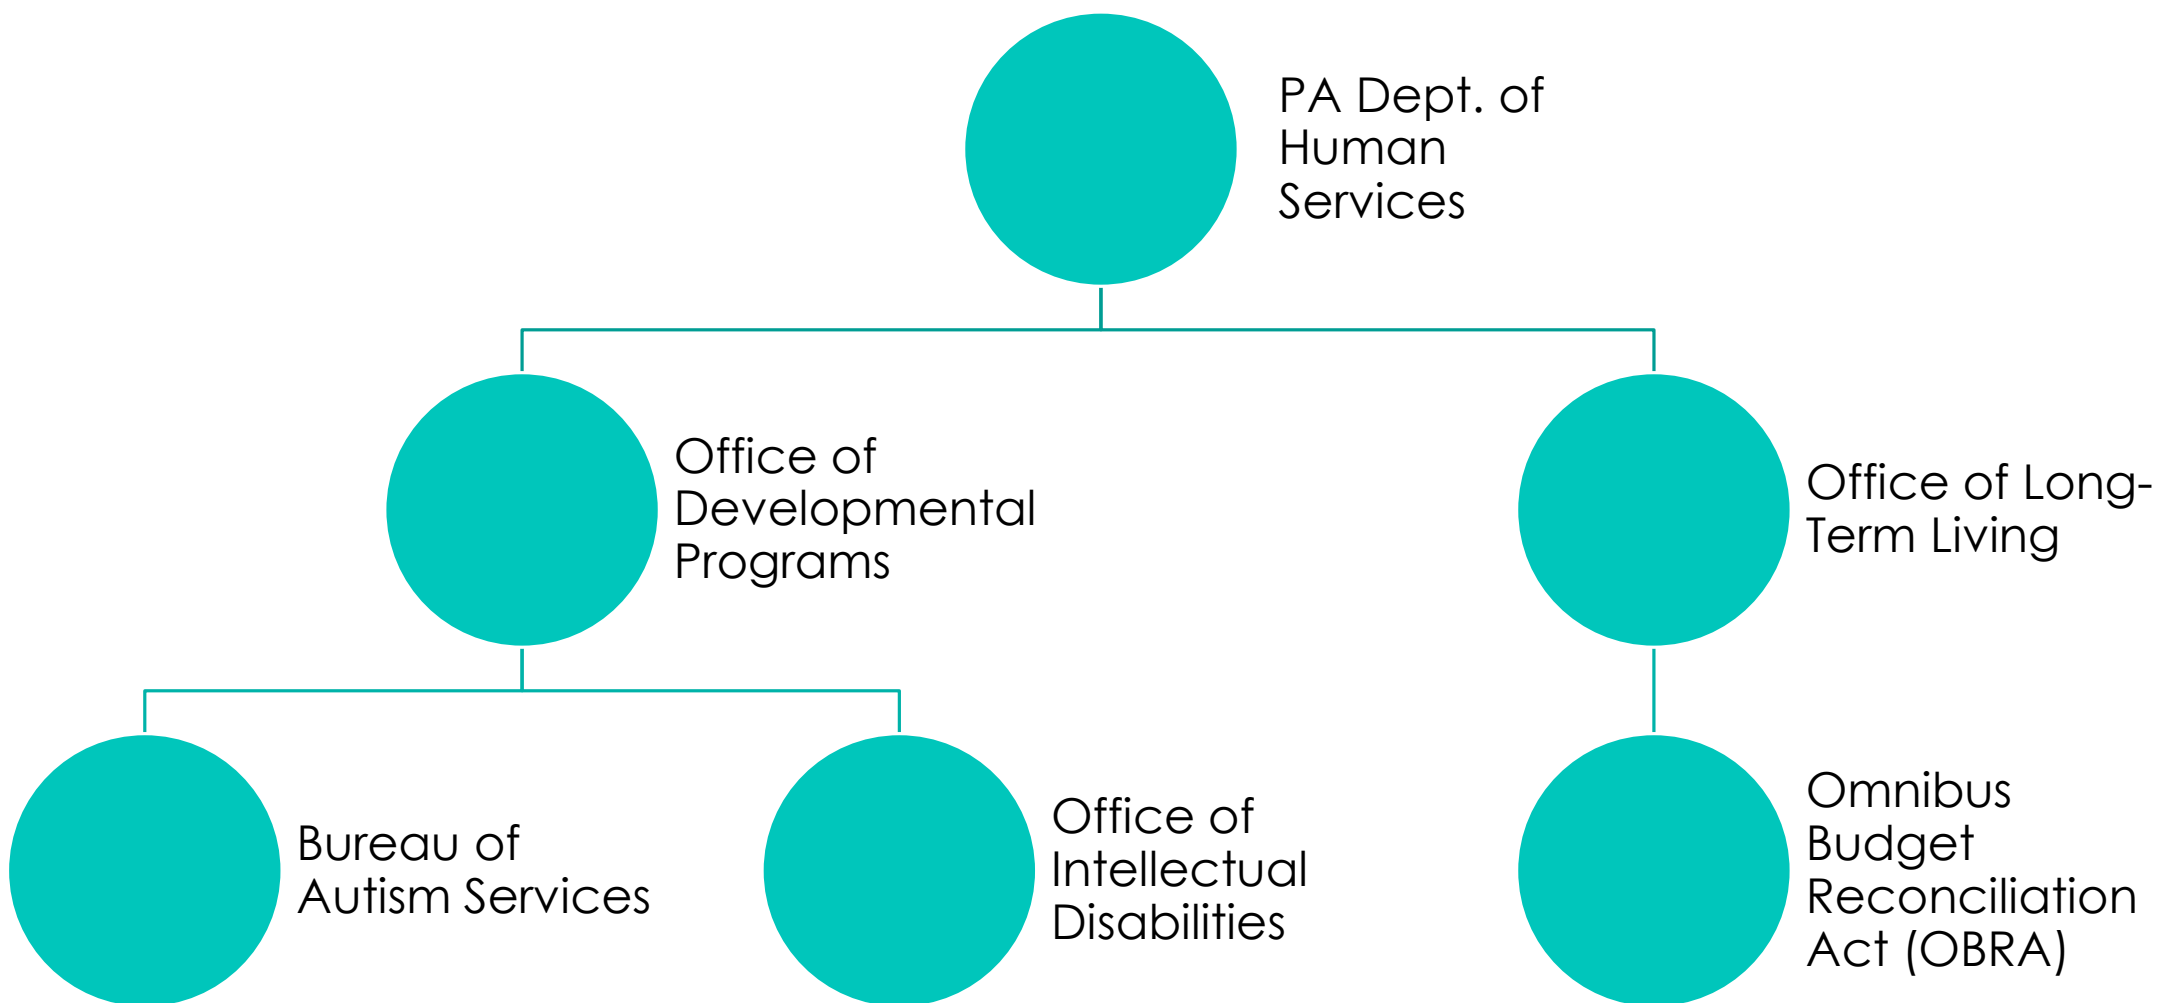 PA Dept. of
Human
Services
Office of
Developmental
Programs
Office of Long-
Term Living
Bureau of
Autism Services
Office of
Intellectual
Disabilities
Omnibus
Budget
Reconciliation
Act (OBRA)